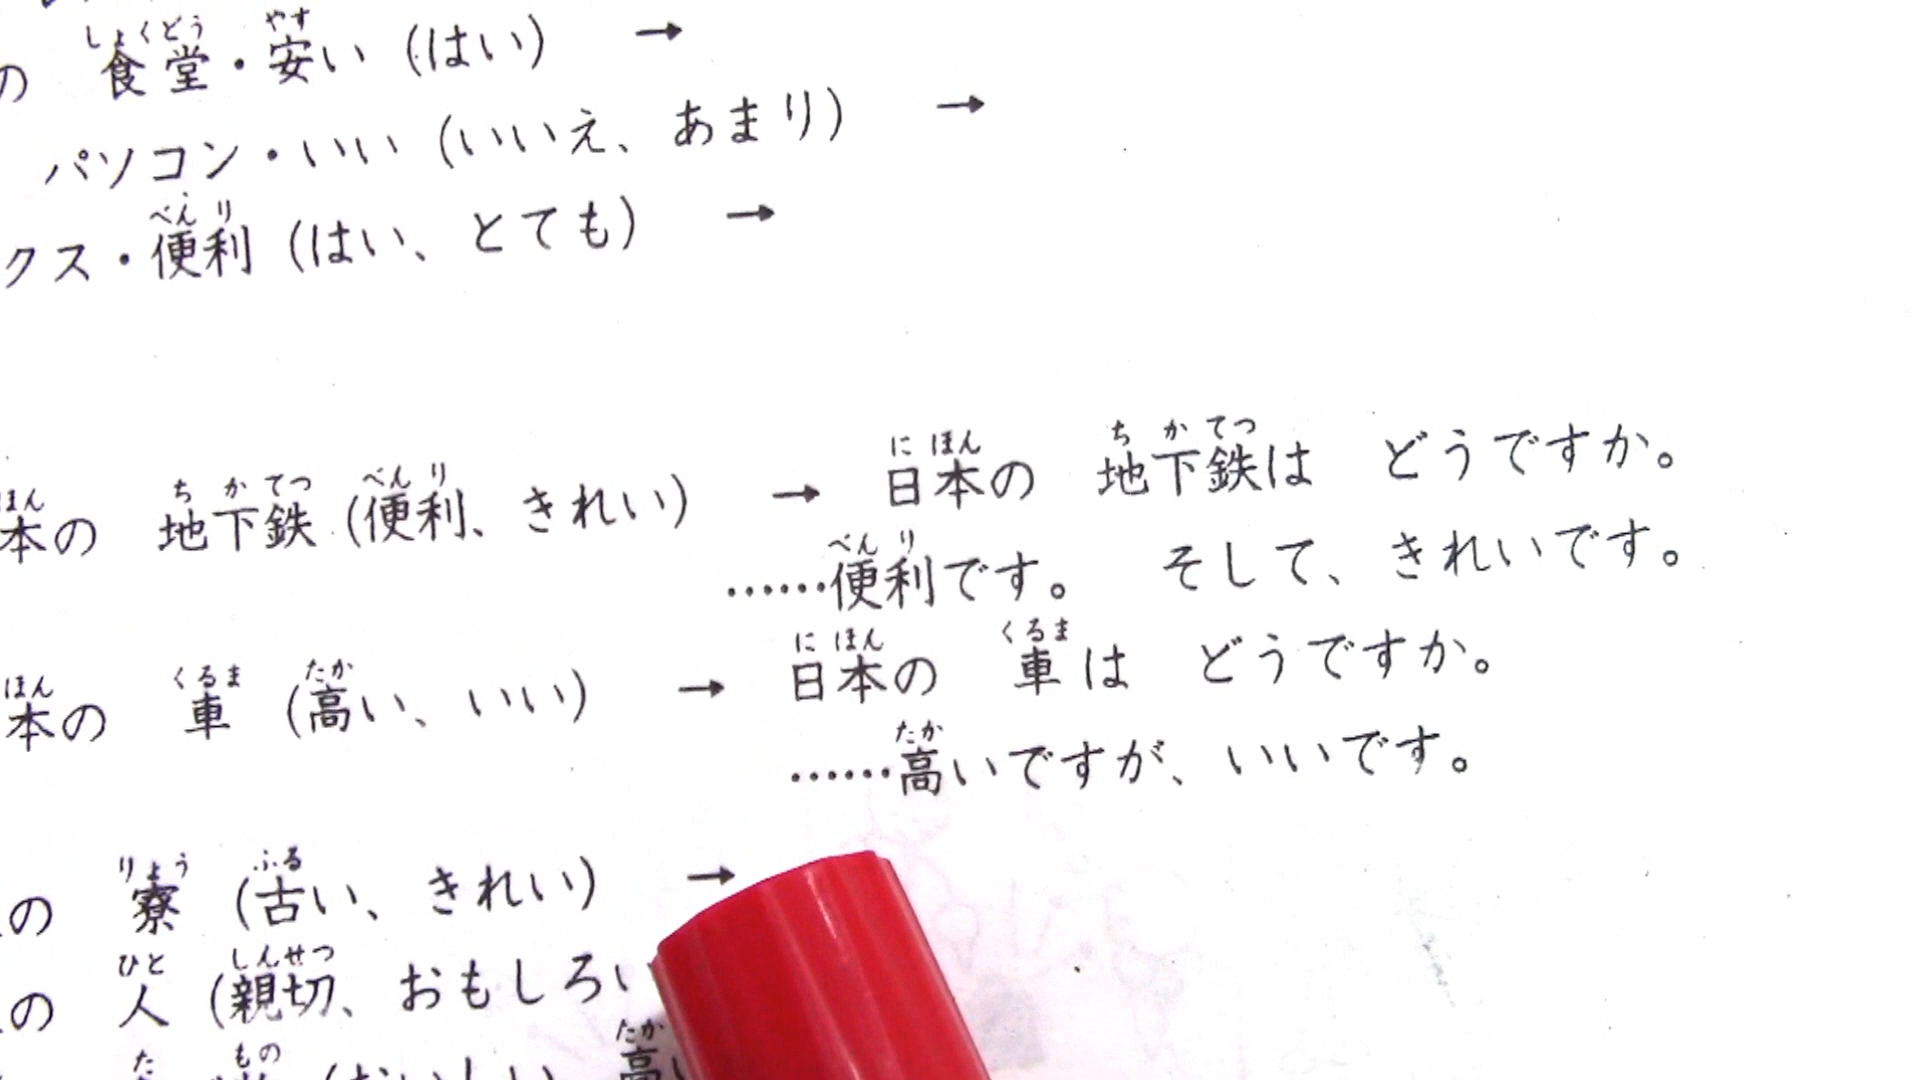 の 食堂・安い (はい) →
パソコン・いい (いいえ、あまり) →
クス・便利 (はい、とても) →
本の 地下鉄 (便利、きれい) → 日本の 地下鉄は どうですか。
……便利です。 そして、きれいです。
本の 車 (高い、いい) → 日本の 車は どうですか。
……高いですが、いいです。
の 寮 (古い、きれい) →
の 人 (親切、おもしろい